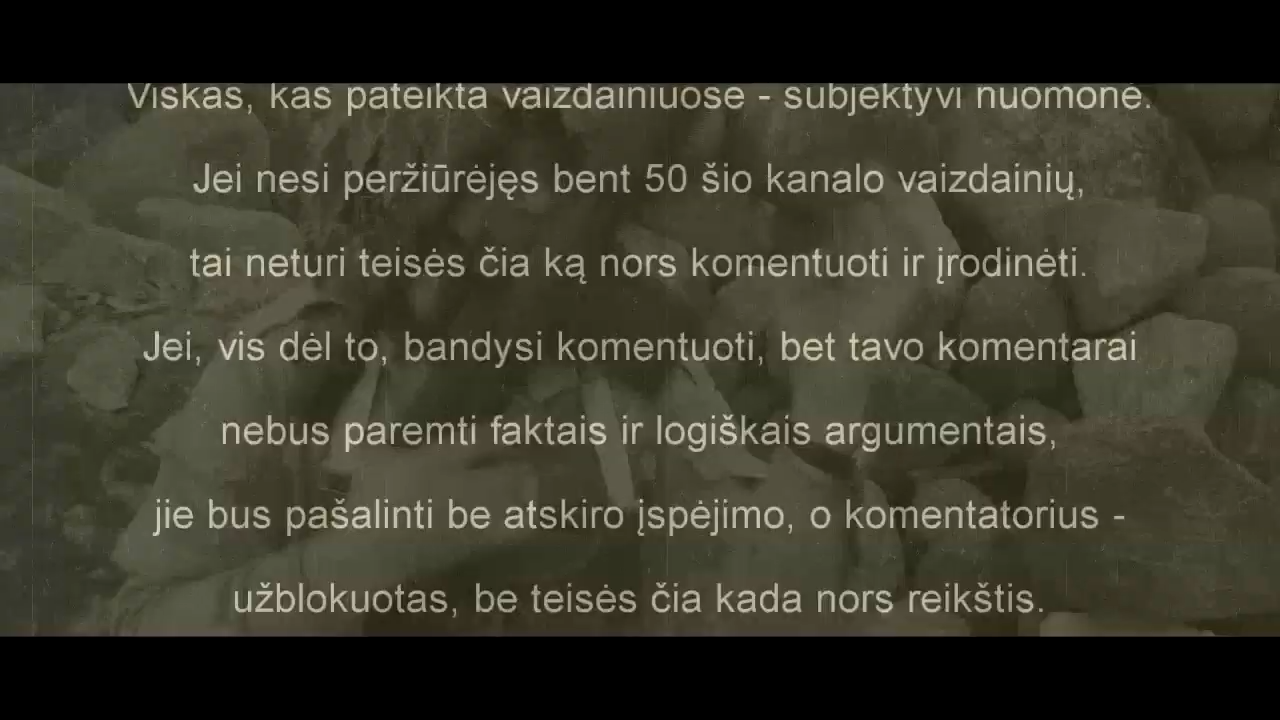 Viskas, kas pateikta vaizdainiuose - subjektyvi nuomonė.
Jei nesi peržiūrėjęs bent 50 šio kanalo vaizdainių,
tai neturi teisės čia ką nors komentuoti ir įrodinėti.
Jei, vis dėl to, bandysi komentuoti, bet tavo komentarai
nebus paremti faktais ir logiškais argumentais,
jie bus pašalinti be atskiro įspėjimo, o komentatorius -
užblokuotas, be teisės čia kada nors reikštis.